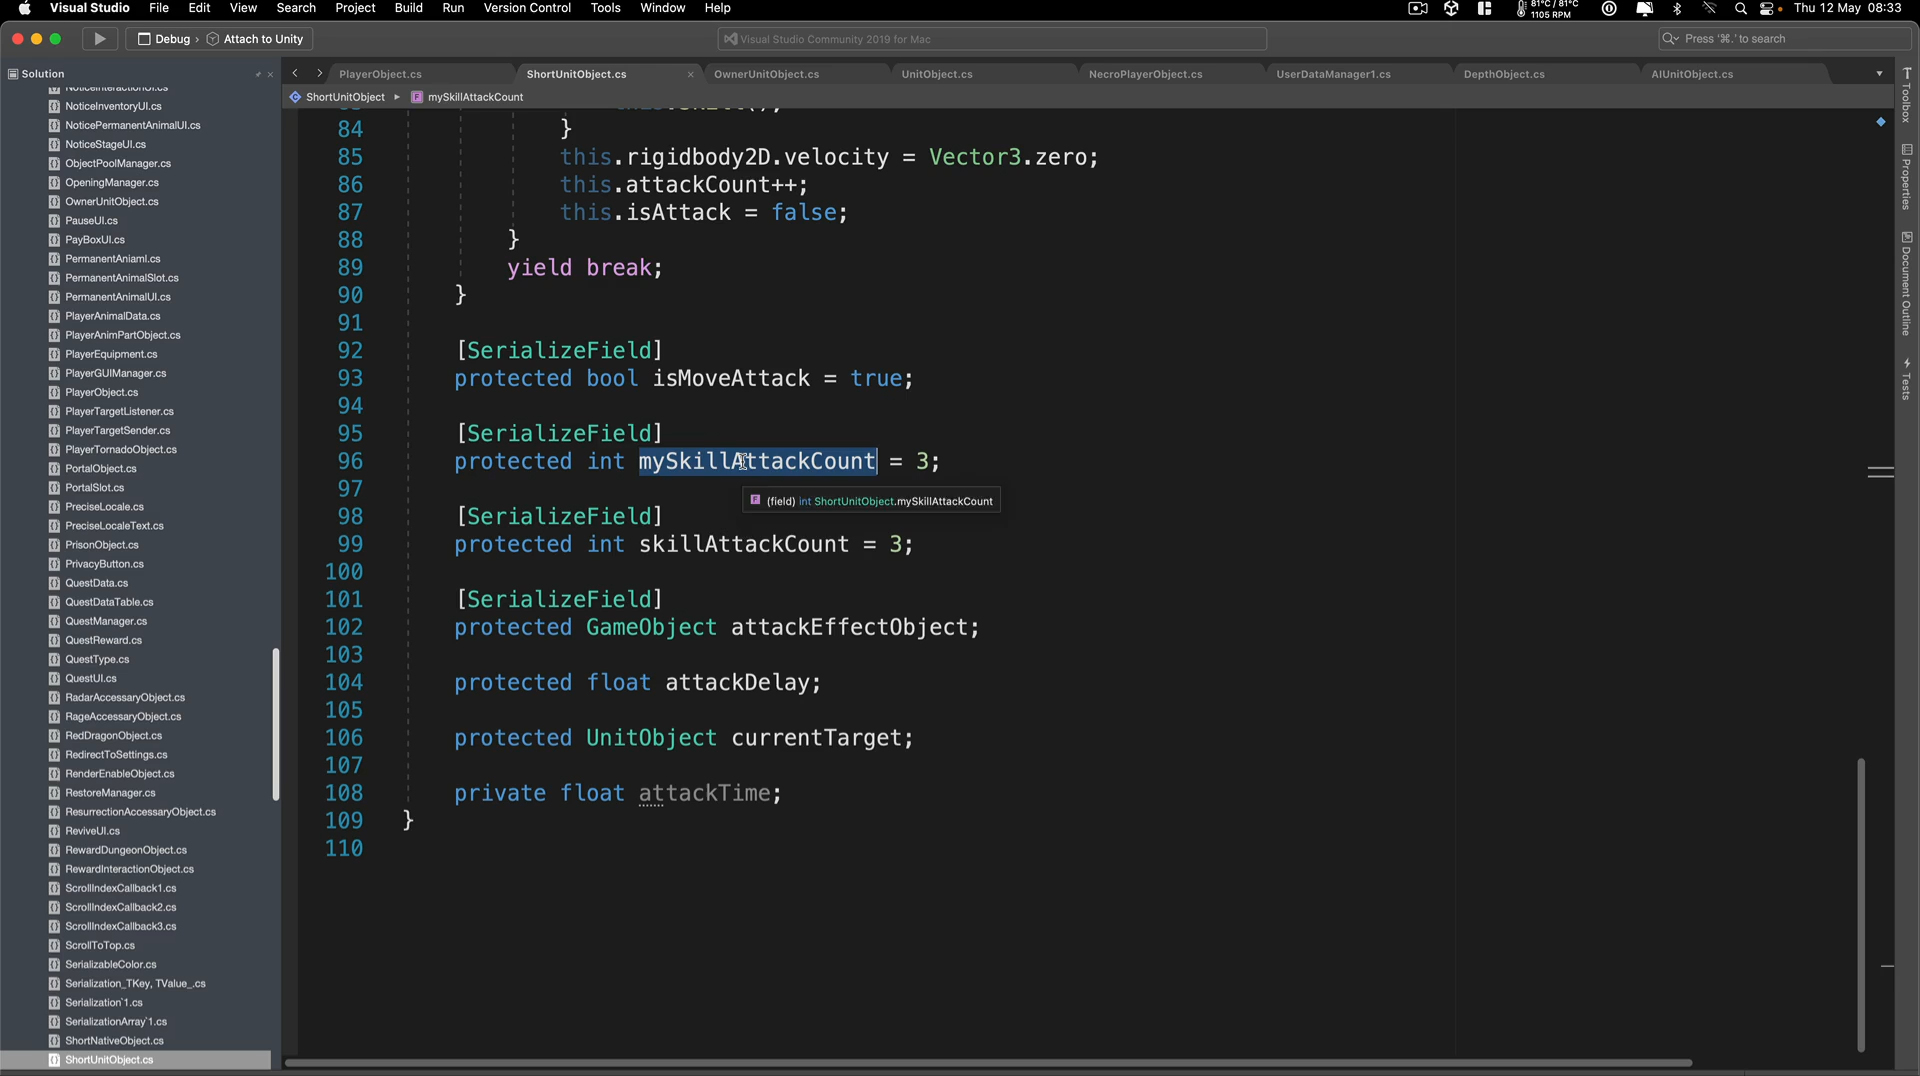 Visual Studio File Edit View Search Project Build Run Version Control Tools Window Help
81°C / 81°C
1105 RPM
Thu 12 May 08:33
Debug › Attach to Unity
Visual Studio Community 2019 for Mac
Press '⌘.' to search
Solution
PlayerObject.cs
ShortUnitObject.cs
OwnerUnitObject.cs
UnitObject.cs
NecroPlayerObject.cs
UserDataManager1.cs
DepthObject.cs
AIUnitObject.cs
ShortUnitObject ▸ mySkillAttackCount
NoticeInteractionUI.cs
NoticeInventoryUI.cs
NoticePermanentAnimalUI.cs
NoticeStageUI.cs
ObjectPoolManager.cs
OpeningManager.cs
OwnerUnitObject.cs
PauseUI.cs
PayBoxUI.cs
PermanentAniaml.cs
PermanentAnimalSlot.cs
PermanentAnimalUI.cs
PlayerAnimalData.cs
PlayerAnimPartObject.cs
PlayerEquipment.cs
PlayerGUIManager.cs
PlayerObject.cs
PlayerTargetListener.cs
PlayerTargetSender.cs
PlayerTornadoObject.cs
PortalObject.cs
PortalSlot.cs
PreciseLocale.cs
PreciseLocaleText.cs
PrisonObject.cs
PrivacyButton.cs
QuestData.cs
QuestDataTable.cs
QuestManager.cs
QuestReward.cs
QuestType.cs
QuestUI.cs
RadarAccessaryObject.cs
RageAccessaryObject.cs
RedDragonObject.cs
RedirectToSettings.cs
RenderEnableObject.cs
RestoreManager.cs
ResurrectionAccessaryObject.cs
ReviveUI.cs
RewardDungeonObject.cs
RewardInteractionObject.cs
ScrollIndexCallback1.cs
ScrollIndexCallback2.cs
ScrollIndexCallback3.cs
ScrollToTop.cs
SerializableColor.cs
Serialization_TKey, TValue_.cs
Serialization`1.cs
SerializationArray`1.cs
ShortNativeObject.cs
ShortUnitObject.cs
84 }
85 this.rigidbody2D.velocity = Vector3.zero;
86 this.attackCount++;
87 this.isAttack = false;
88 }
89 yield break;
90 }
91
92 [SerializeField]
93 protected bool isMoveAttack = true;
94
95 [SerializeField]
96 protected int mySkillAttackCount = 3;
97
(field) int ShortUnitObject.mySkillAttackCount
98 [SerializeField]
99 protected int skillAttackCount = 3;
100
101 [SerializeField]
102 protected GameObject attackEffectObject;
103
104 protected float attackDelay;
105
106 protected UnitObject currentTarget;
107
108 private float attackTime;
109 }
110
Toolbox
Properties
Document Outline
Tests